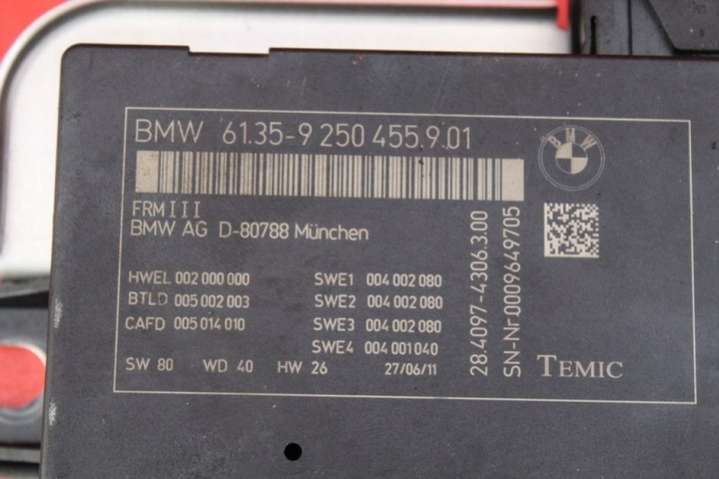 BMW 61.35-9 250 455.9.01
FRM III
BMW AG D-80788 München
HWEL 002 000 000 SWE1 004 002 080
BTLD 005 002 003 SWE2 004 002 080
CAFD 005 014 010 SWE3 004 002 080
SWE4 004 001 040
SW 80 WD 40 HW 26 27/06/11
28.4097-4306.3.00
SN-Nr.0009649705
BMW
TEMIC